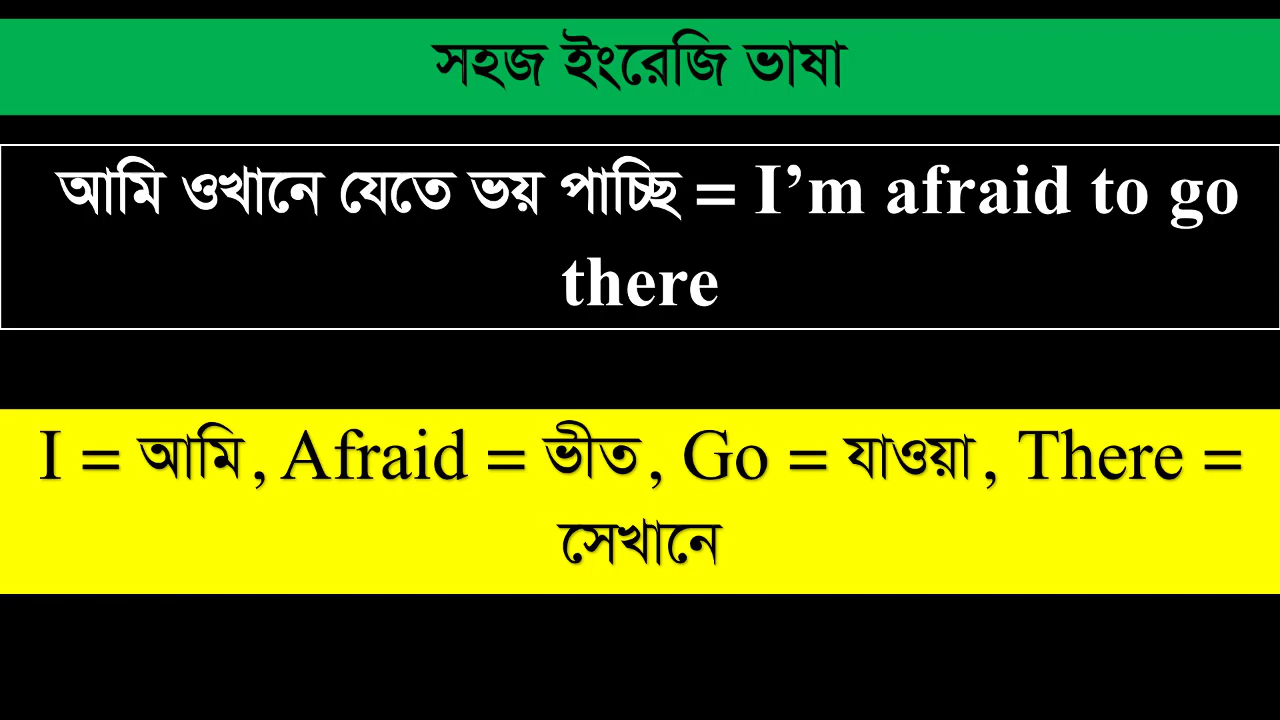 সহজ ইংরেজি ভাষা
আমি ওখানে যেতে ভয় পাচ্ছি = I’m afraid to go
there
I = আমি, Afraid = ভীত, Go = যাওয়া, There =
সেখানে